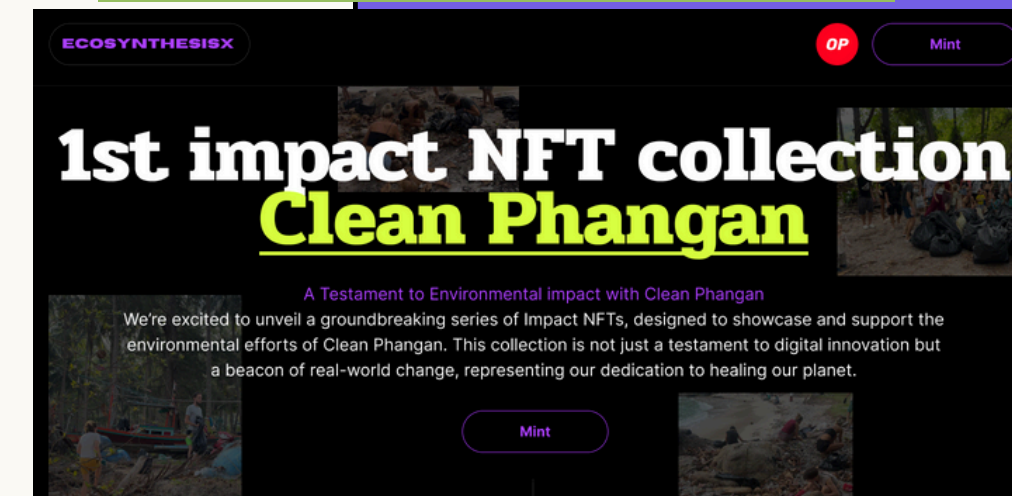 ECOSYNTHESISX
OP
Mint
1st impact NFT collection
Clean Phangan
A Testament to Environmental impact with Clean Phangan
We're excited to unveil a groundbreaking series of Impact NFTs, designed to showcase and support the
environmental efforts of Clean Phangan. This collection is not just a testament to digital innovation but
a beacon of real-world change, representing our dedication to healing our planet.
Mint